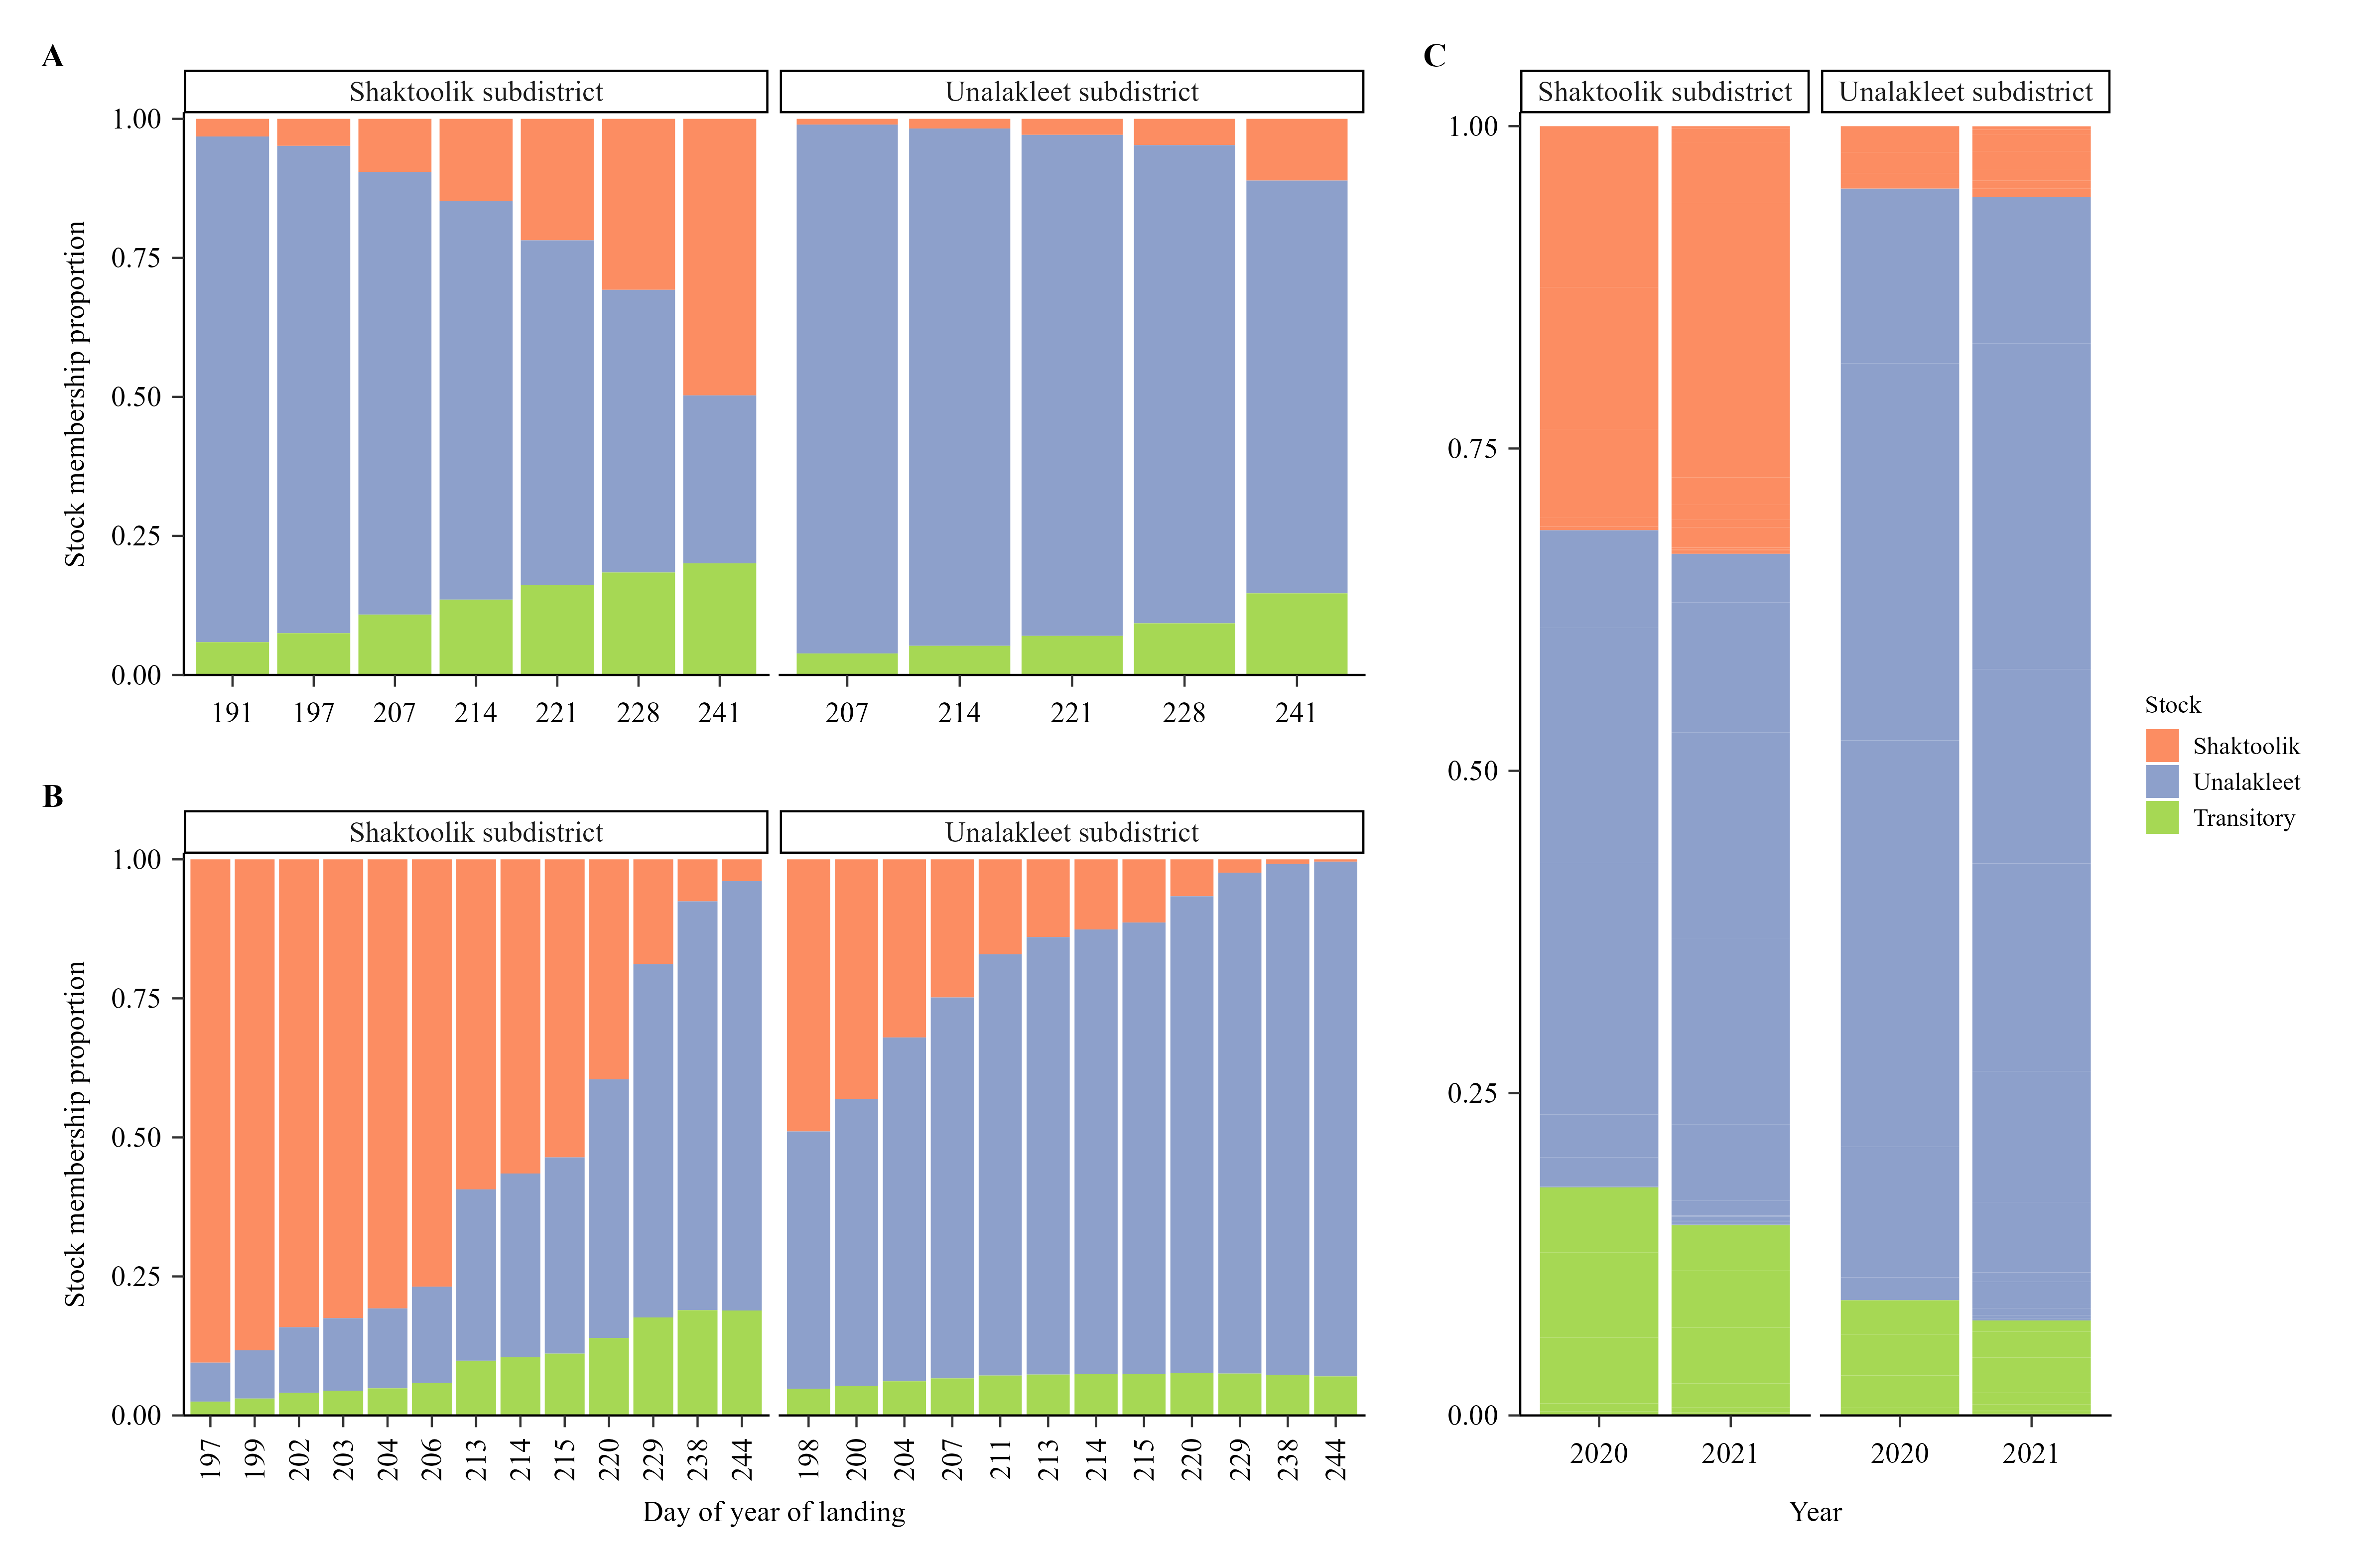 A
Shaktoolik subdistrict
Unalakleet subdistrict
Stock membership proportion
1.00
0.75
0.50
0.25
0.00
191 197 207 214 221 228 241
207 214 221 228 241
B
Shaktoolik subdistrict
Unalakleet subdistrict
Stock membership proportion
1.00
0.75
0.50
0.25
0.00
197 199 202 203 204 206 213 214 215 220 229 238 244
198 200 204 207 211 213 214 215 220 229 238 244
Day of year of landing
C
Shaktoolik subdistrict
Unalakleet subdistrict
1.00
0.75
0.50
0.25
0.00
2020 2021
2020 2021
Year
Stock
Shaktoolik
Unalakleet
Transitory